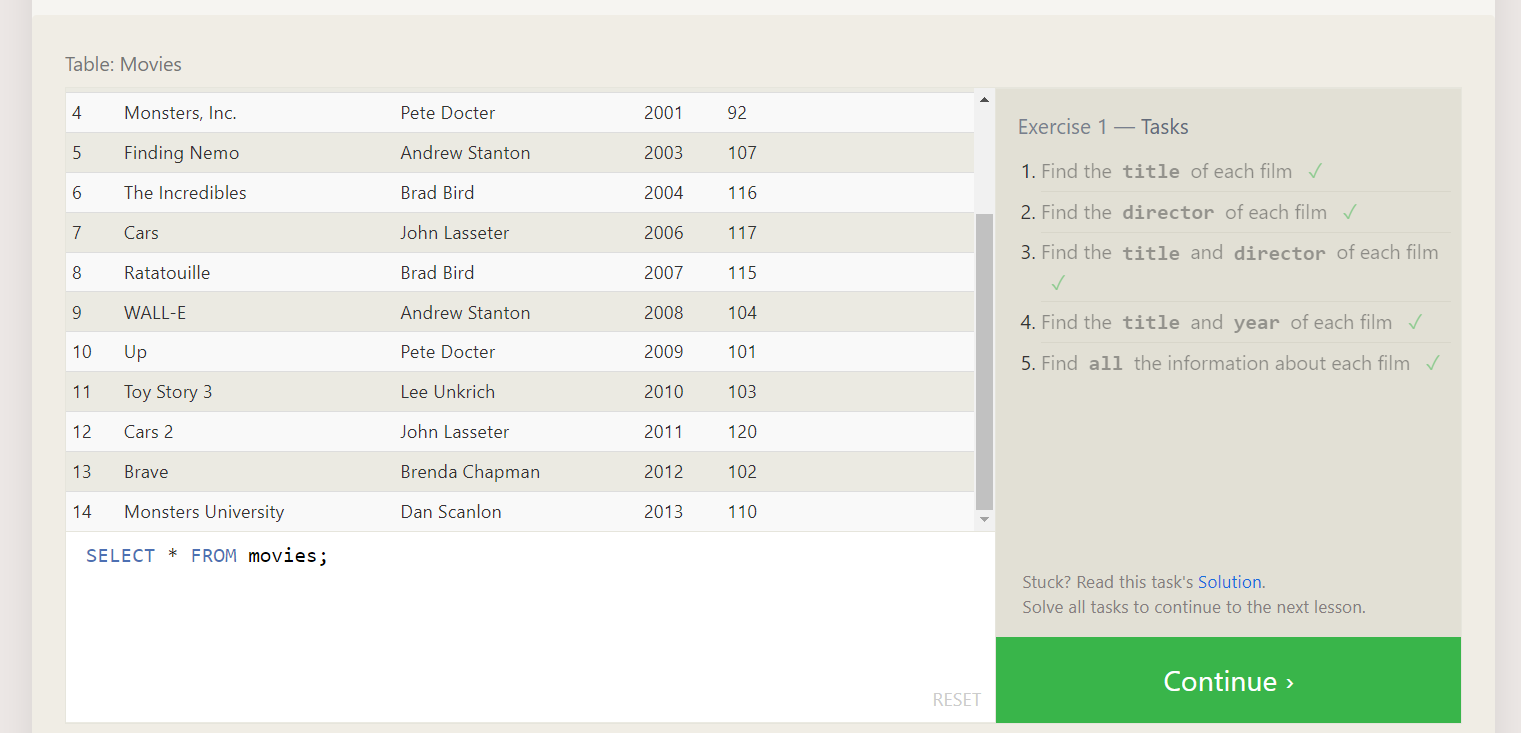 Table: Movies
4 Monsters, Inc. Pete Docter 2001 92
5 Finding Nemo Andrew Stanton 2003 107
6 The Incredibles Brad Bird 2004 116
7 Cars John Lasseter 2006 117
8 Ratatouille Brad Bird 2007 115
9 WALL-E Andrew Stanton 2008 104
10 Up Pete Docter 2009 101
11 Toy Story 3 Lee Unkrich 2010 103
12 Cars 2 John Lasseter 2011 120
13 Brave Brenda Chapman 2012 102
14 Monsters University Dan Scanlon 2013 110
SELECT * FROM movies;
RESET
Exercise 1 — Tasks
1. Find the title of each film ✓
2. Find the director of each film ✓
3. Find the title and director of each film
✓
4. Find the title and year of each film ✓
5. Find all the information about each film ✓
Stuck? Read this task's Solution.
Solve all tasks to continue to the next lesson.
Continue ›